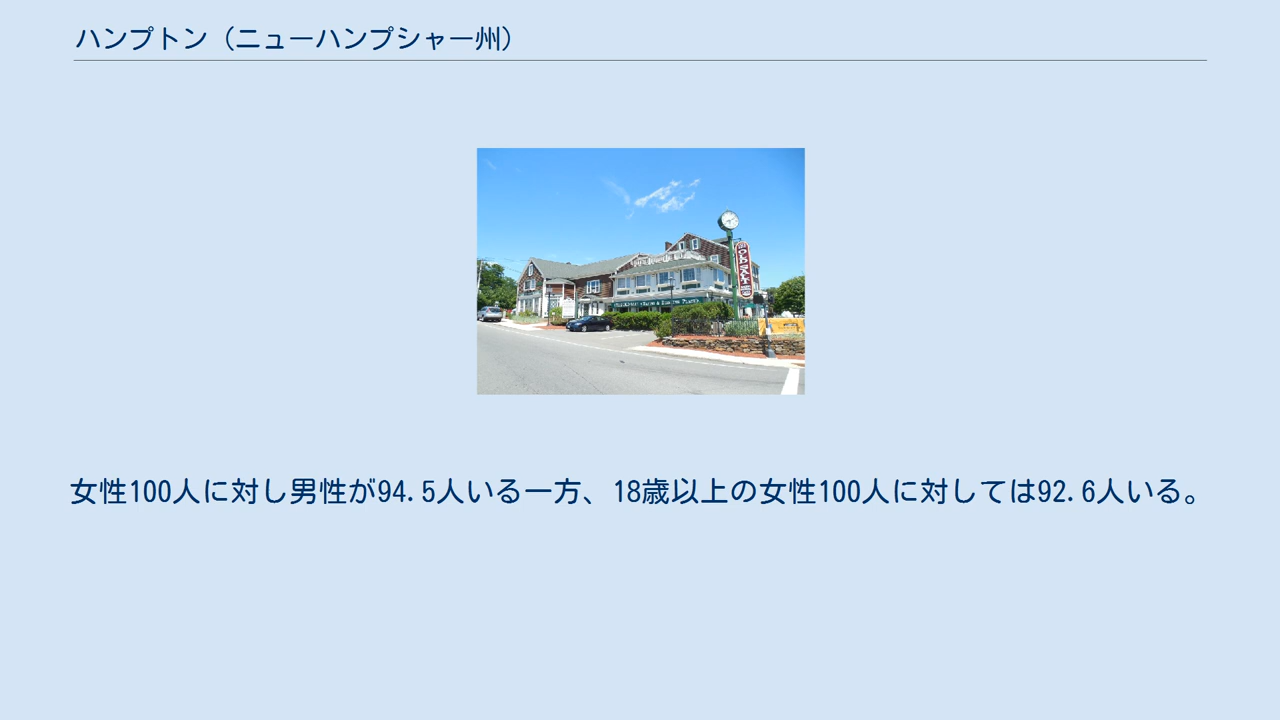 ハンプトン（ニューハンプシャー州）
女性100人に対し男性が94.5人いる一方、18歳以上の女性100人に対しては92.6人いる。